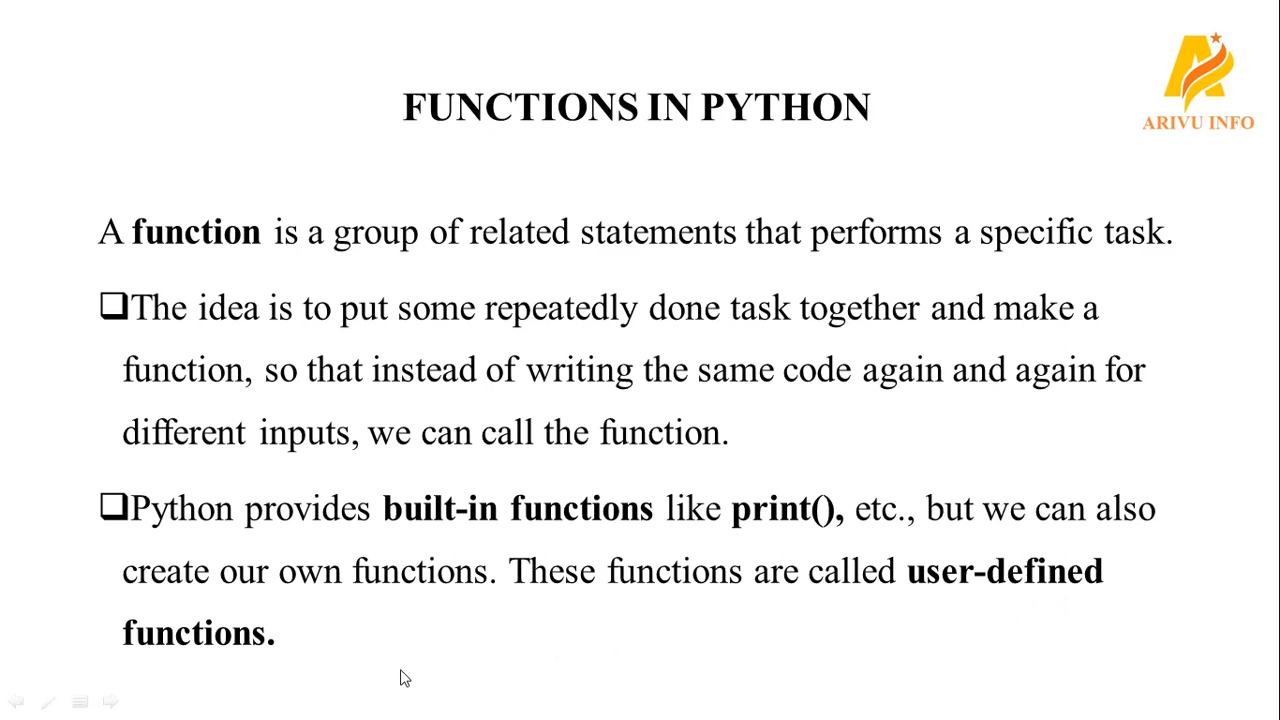 ARIVU INFO
FUNCTIONS IN PYTHON
A function is a group of related statements that performs a specific task.
❑The idea is to put some repeatedly done task together and make a
function, so that instead of writing the same code again and again for
different inputs, we can call the function.
❑Python provides built-in functions like print(), etc., but we can also
create our own functions. These functions are called user-defined
functions.